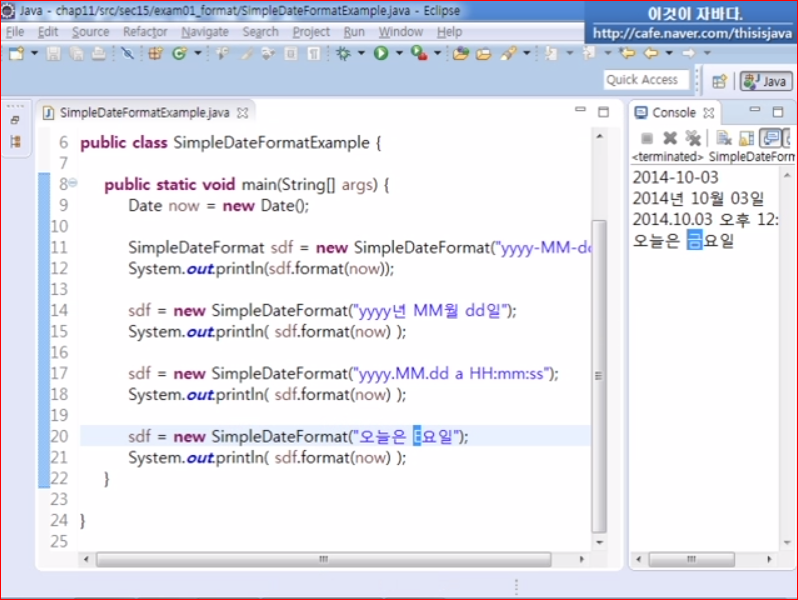 Java - chap11/src/sec15/exam01_format/SimpleDateFormatExample.java - Eclipse
이것이 자바다.
http://cafe.naver.com/thisisjava
File Edit Source Refactor Navigate Search Project Run Window Help
Quick Access
Java
SimpleDateFormatExample.java
6 public class SimpleDateFormatExample {
7
8 public static void main(String[] args) {
9 Date now = new Date();
10
11 SimpleDateFormat sdf = new SimpleDateFormat("yyyy-MM-dd
12 System.out.println(sdf.format(now));
13
14 sdf = new SimpleDateFormat("yyyy년 MM월 dd일");
15 System.out.println( sdf.format(now) );
16
17 sdf = new SimpleDateFormat("yyyy.MM.dd a HH:mm:ss");
18 System.out.println( sdf.format(now) );
19
20 sdf = new SimpleDateFormat("오늘은 E요일");
21 System.out.println( sdf.format(now) );
22 }
23
24 }
25
Console
<terminated> SimpleDateForm
2014-10-03
2014년 10월 03일
2014.10.03 오후 12:
오늘은 금요일